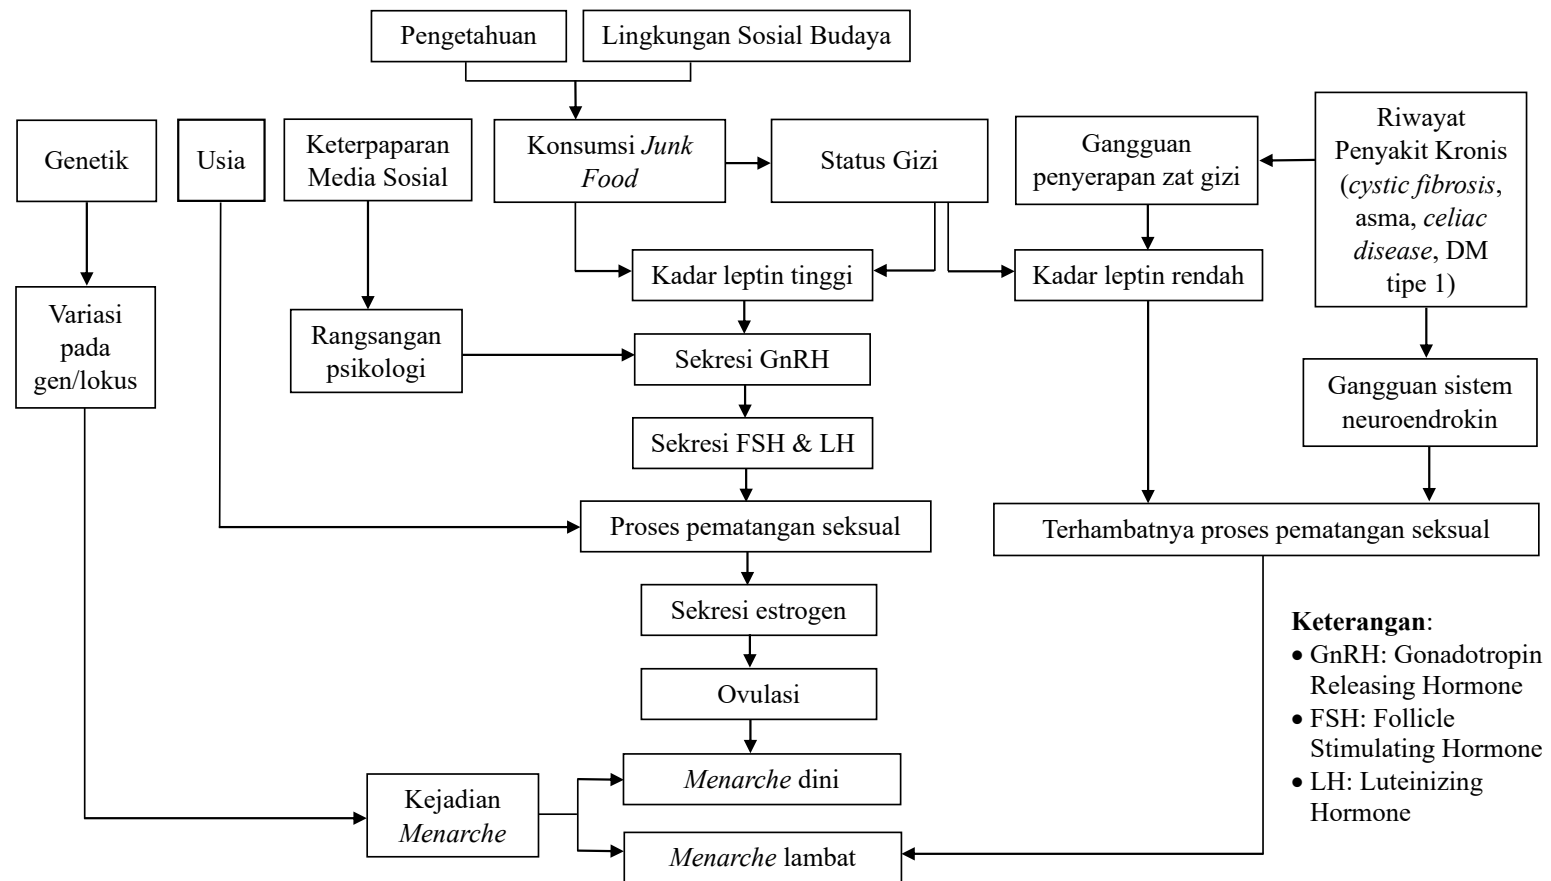 Pengetahuan
Lingkungan Sosial Budaya
Genetik
Usia
Keterpaparan
Media Sosial
Konsumsi Junk
Food
Status Gizi
Gangguan
penyerapan zat gizi
Riwayat
Penyakit Kronis
(cystic fibrosis,
asma, celiac
disease, DM
tipe 1)
Kadar leptin tinggi
Kadar leptin rendah
Variasi
pada
gen/lokus
Rangsangan
psikologi
Sekresi GnRH
Gangguan sistem
neuroendrokin
Sekresi FSH & LH
Proses pematangan seksual
Terhambatnya proses pematangan seksual
Sekresi estrogen
Ovulasi
Menarche dini
Kejadian
Menarche
Menarche lambat
Keterangan:
• GnRH: Gonadotropin
Releasing Hormone
• FSH: Follicle
Stimulating Hormone
• LH: Luteinizing
Hormone